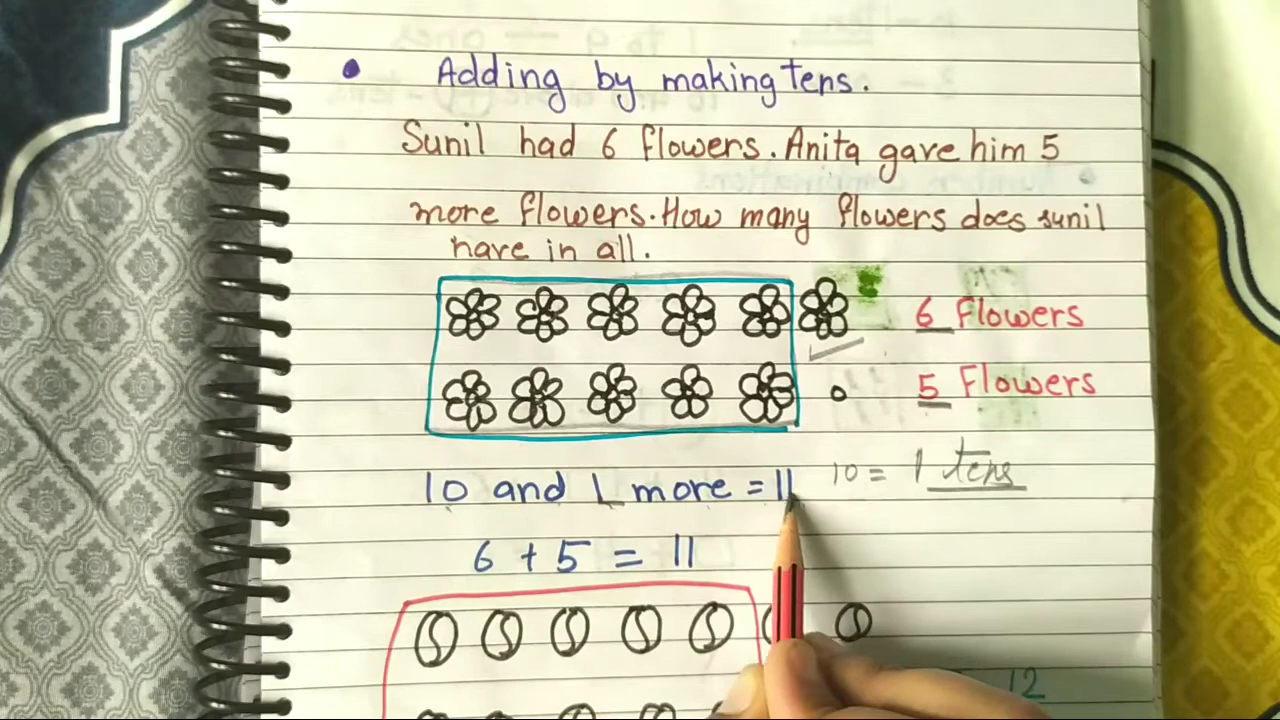 Adding by making tens.
Sunil had 6 flowers. Anita gave him 5
more flowers. How many flowers does sunil
have in all.
6 Flowers
5 Flowers
10 and 1 more = 11
10 = 1 tens
6 + 5 = 11
12